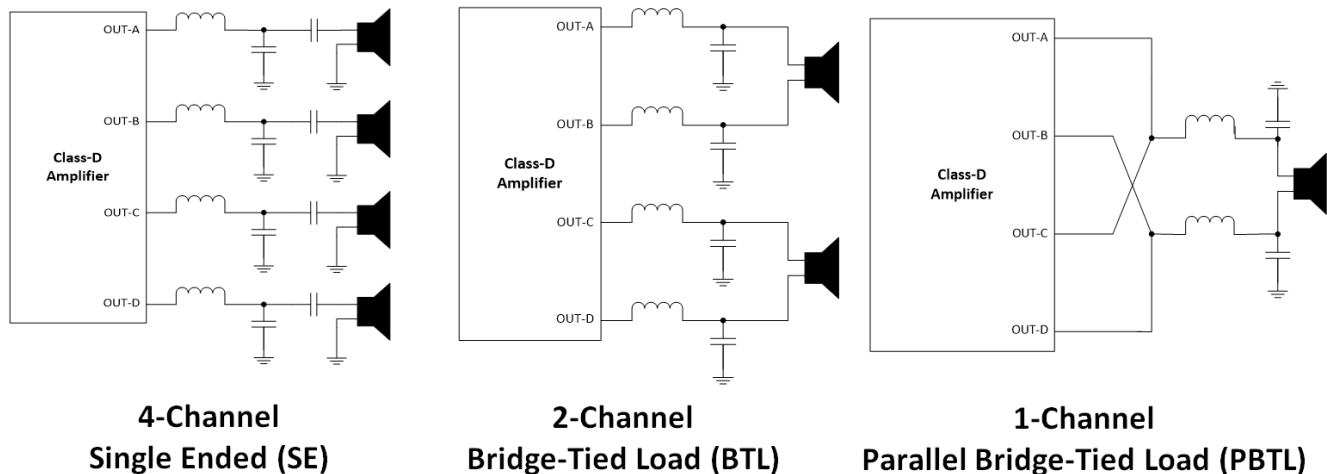 OUT-A
OUT-B
Class-D
Amplifier
OUT-C
OUT-D
4-Channel
Single Ended (SE)
OUT-A
OUT-B
Class-D
Amplifier
OUT-C
OUT-D
2-Channel
Bridge-Tied Load (BTL)
OUT-A
OUT-B
Class-D
Amplifier
OUT-C
OUT-D
1-Channel
Parallel Bridge-Tied Load (PBTL)